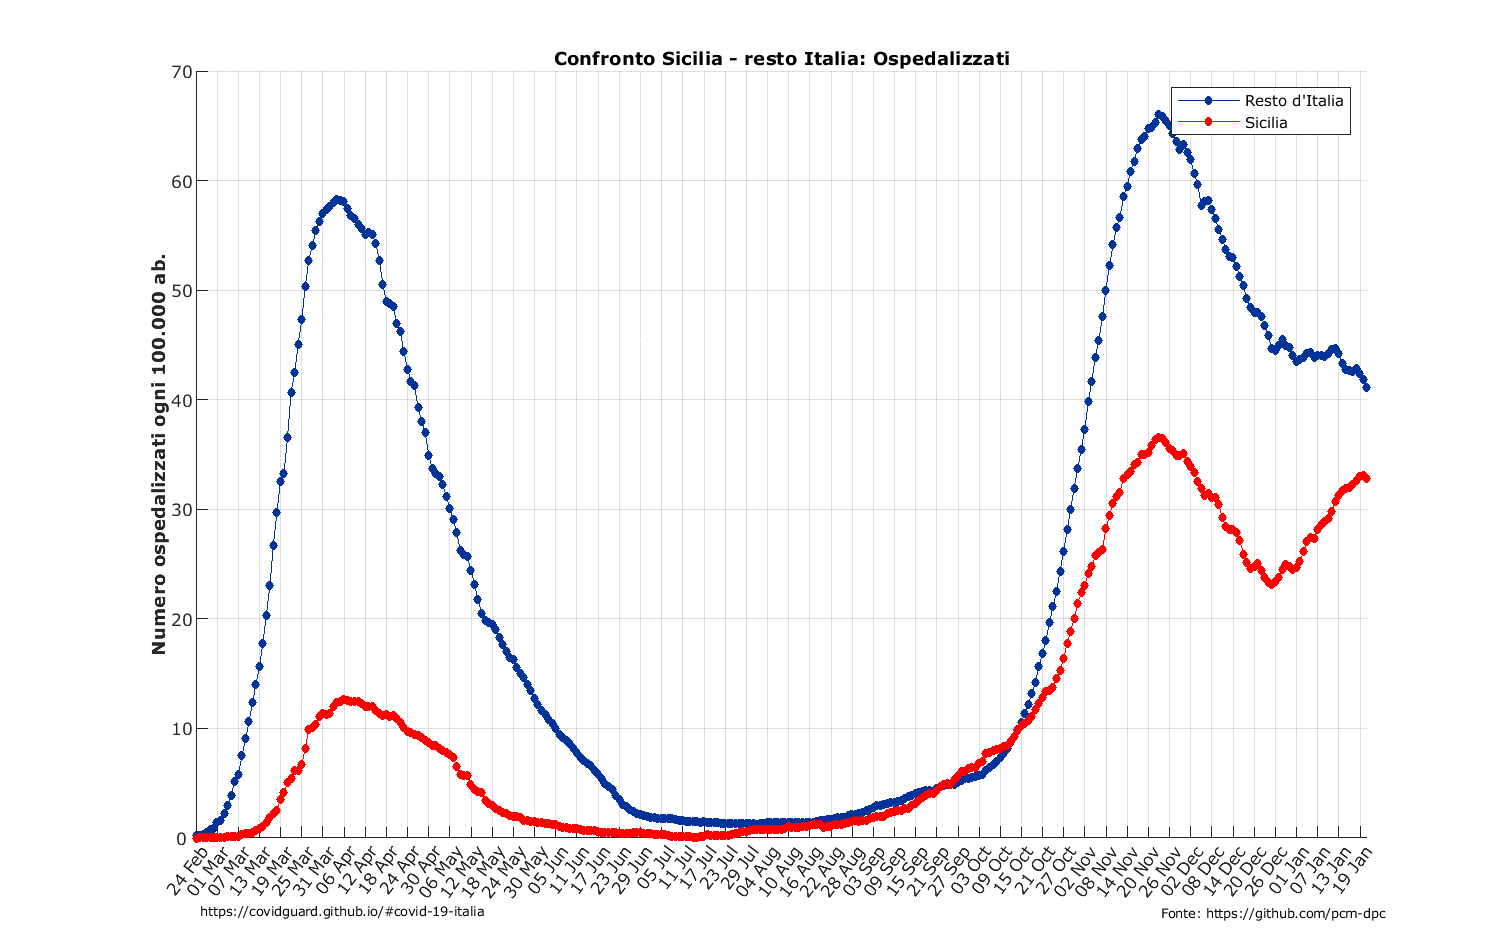 Confronto Sicilia - resto Italia: Ospedalizzati
Numero ospedalizzati ogni 100.000 ab.
70
60
50
40
30
20
10
0
Resto d'Italia
Sicilia
24 Feb
01 Mar
07 Mar
13 Mar
19 Mar
25 Mar
31 Mar
06 Apr
12 Apr
18 Apr
24 Apr
30 Apr
06 May
12 May
18 May
24 May
30 May
05 Jun
11 Jun
17 Jun
23 Jun
29 Jun
05 Jul
11 Jul
17 Jul
23 Jul
29 Jul
04 Aug
10 Aug
16 Aug
22 Aug
28 Aug
03 Sep
09 Sep
15 Sep
21 Sep
27 Sep
03 Oct
09 Oct
15 Oct
21 Oct
27 Oct
02 Nov
08 Nov
14 Nov
20 Nov
26 Nov
02 Dec
08 Dec
14 Dec
20 Dec
26 Dec
01 Jan
07 Jan
13 Jan
19 Jan
https://covidguard.github.io/#covid-19-italia
Fonte: https://github.com/pcm-dpc